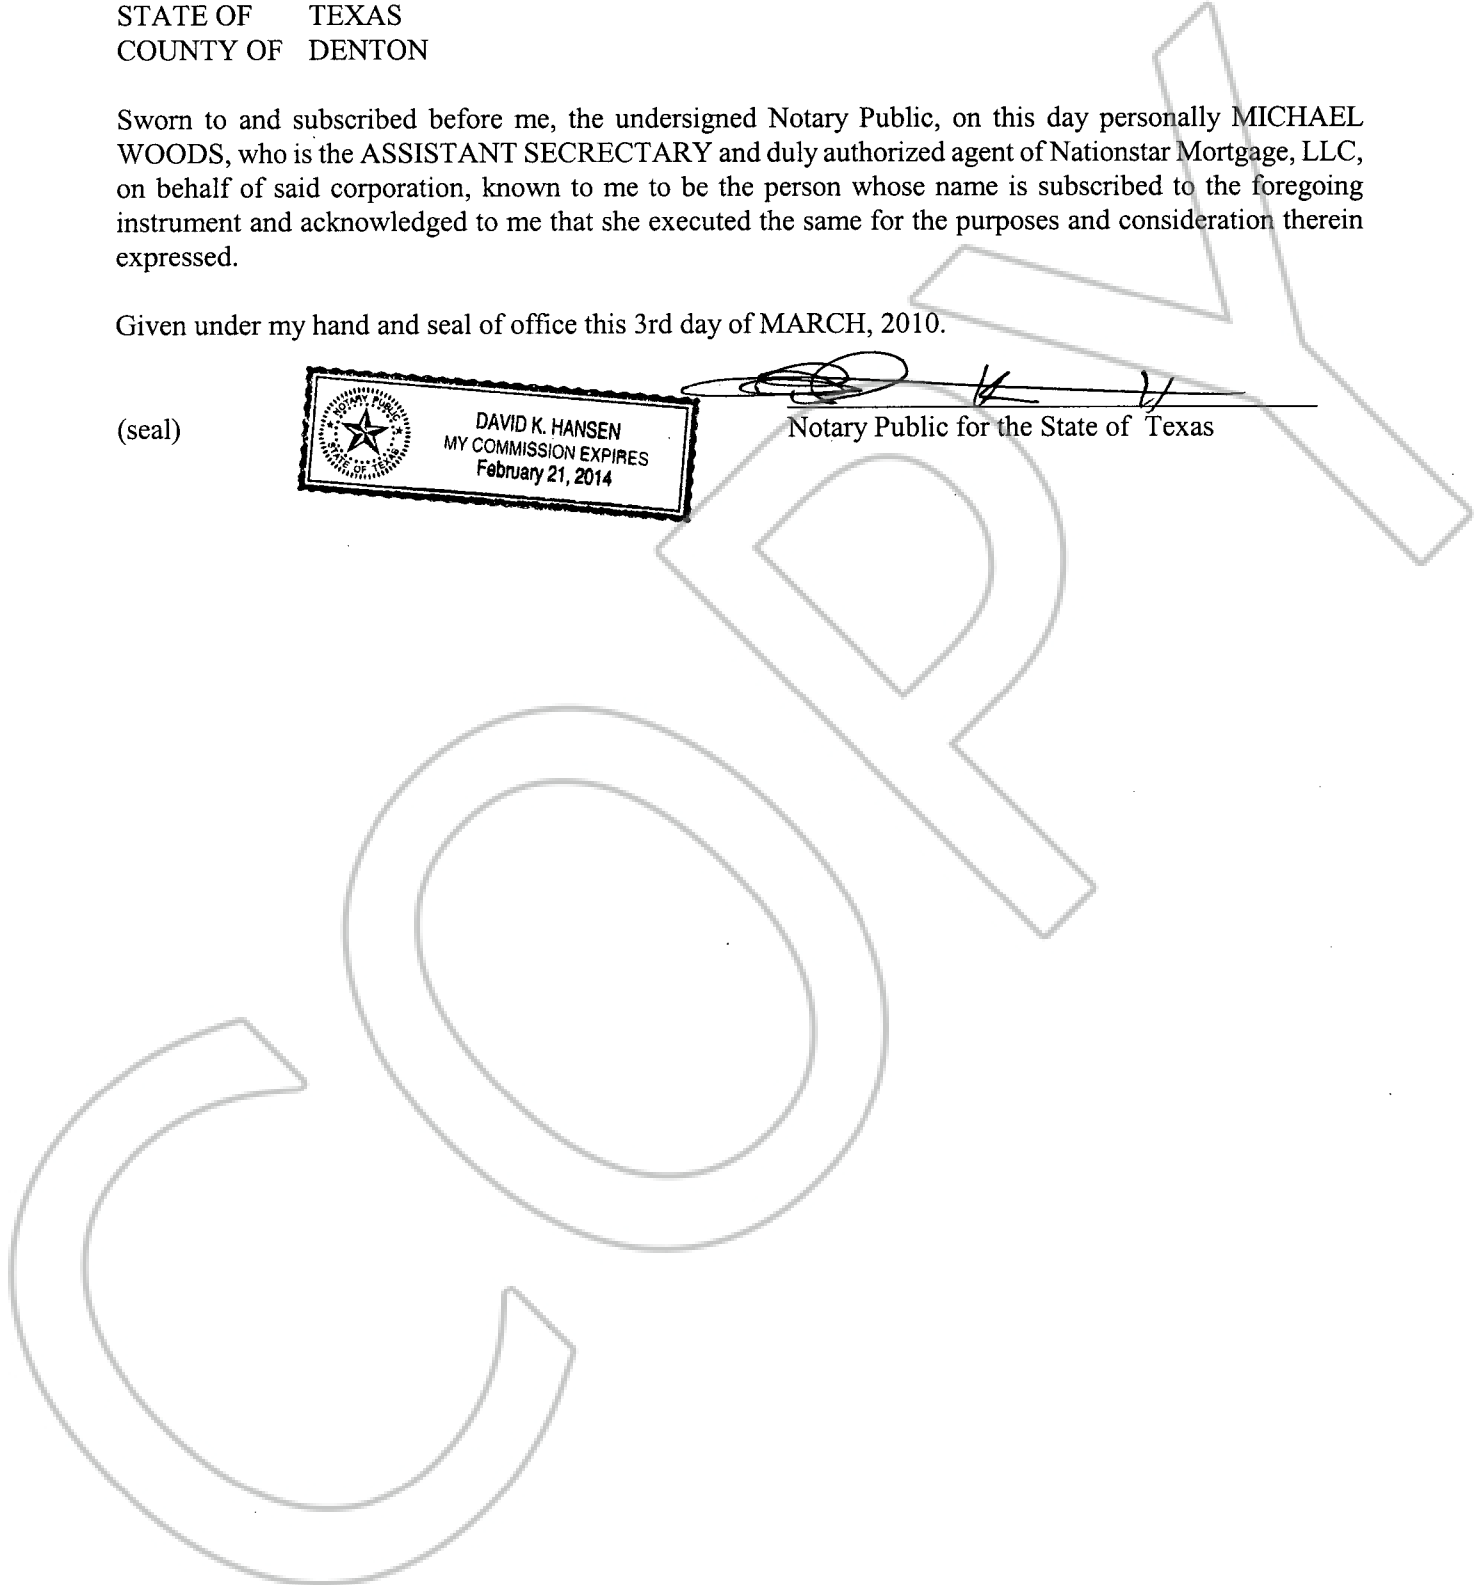 STATE OF TEXAS
COUNTY OF DENTON
Sworn to and subscribed before me, the undersigned Notary Public, on this day personally MICHAEL
WOODS, who is the ASSISTANT SECRECTARY and duly authorized agent of Nationstar Mortgage, LLC,
on behalf of said corporation, known to me to be the person whose name is subscribed to the foregoing
instrument and acknowledged to me that she executed the same for the purposes and consideration therein
expressed.
Given under my hand and seal of office this 3rd day of MARCH, 2010.
(seal)
NOTARY PUBLIC
STATE OF TEXAS
DAVID K. HANSEN
MY COMMISSION EXPIRES
February 21, 2014
Notary Public for the State of Texas
COPY